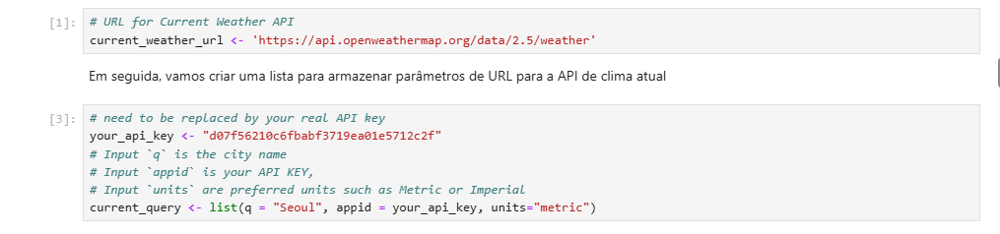 [1]: # URL for Current Weather API
current_weather_url <- 'https://api.openweathermap.org/data/2.5/weather'
Em seguida, vamos criar uma lista para armazenar parâmetros de URL para a API de clima atual
[3]: # need to be replaced by your real API key
your_api_key <- "d07f56210c6fbabf3719ea01e5712c2f"
# Input `q` is the city name
# Input `appid` is your API KEY,
# Input `units` are preferred units such as Metric or Imperial
current_query <- list(q = "Seoul", appid = your_api_key, units="metric")